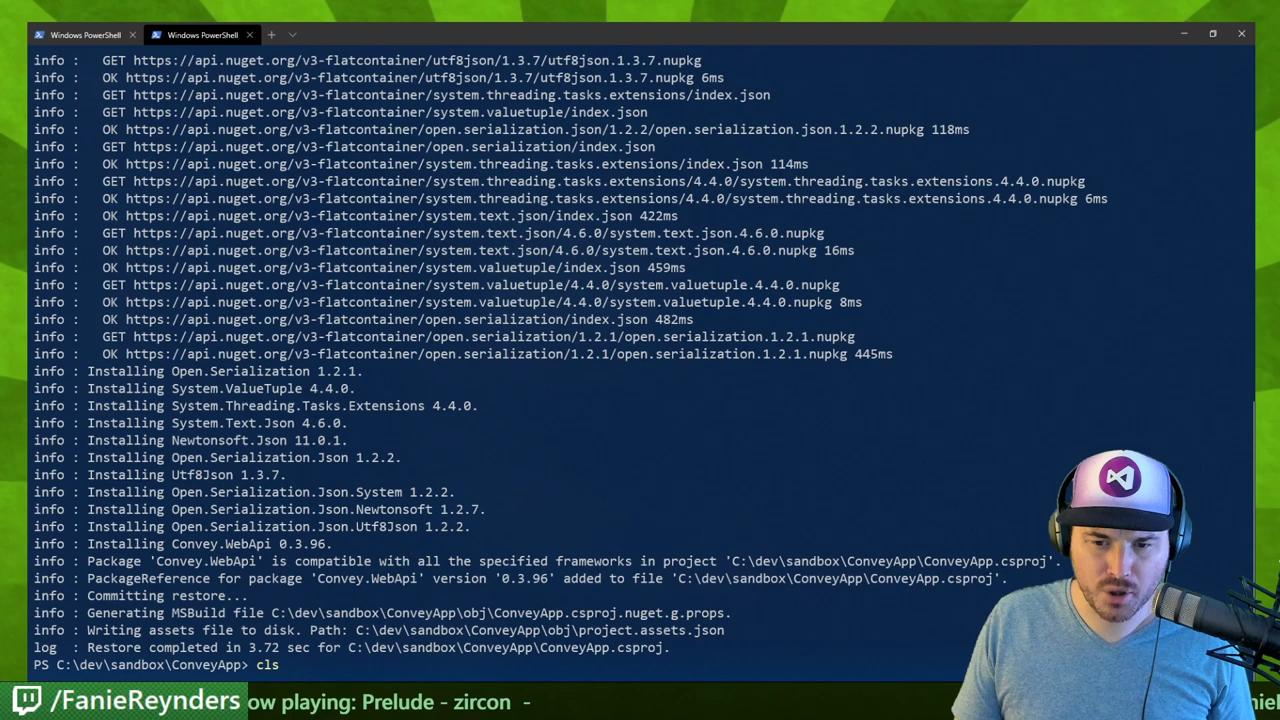 Windows PowerShell
Windows PowerShell
info :   GET https://api.nuget.org/v3-flatcontainer/utf8json/1.3.7/utf8json.1.3.7.nupkg
info :   OK https://api.nuget.org/v3-flatcontainer/utf8json/1.3.7/utf8json.1.3.7.nupkg 6ms
info :   GET https://api.nuget.org/v3-flatcontainer/system.threading.tasks.extensions/index.json
info :   GET https://api.nuget.org/v3-flatcontainer/system.valuetuple/index.json
info :   OK https://api.nuget.org/v3-flatcontainer/open.serialization.json/1.2.2/open.serialization.json.1.2.2.nupkg 118ms
info :   GET https://api.nuget.org/v3-flatcontainer/open.serialization/index.json
info :   OK https://api.nuget.org/v3-flatcontainer/system.threading.tasks.extensions/index.json 114ms
info :   GET https://api.nuget.org/v3-flatcontainer/system.threading.tasks.extensions/4.4.0/system.threading.tasks.extensions.4.4.0.nupkg
info :   OK https://api.nuget.org/v3-flatcontainer/system.threading.tasks.extensions/4.4.0/system.threading.tasks.extensions.4.4.0.nupkg 6ms
info :   OK https://api.nuget.org/v3-flatcontainer/system.text.json/index.json 422ms
info :   GET https://api.nuget.org/v3-flatcontainer/system.text.json/4.6.0/system.text.json.4.6.0.nupkg
info :   OK https://api.nuget.org/v3-flatcontainer/system.text.json/4.6.0/system.text.json.4.6.0.nupkg 16ms
info :   OK https://api.nuget.org/v3-flatcontainer/system.valuetuple/index.json 459ms
info :   GET https://api.nuget.org/v3-flatcontainer/system.valuetuple/4.4.0/system.valuetuple.4.4.0.nupkg
info :   OK https://api.nuget.org/v3-flatcontainer/system.valuetuple/4.4.0/system.valuetuple.4.4.0.nupkg 8ms
info :   OK https://api.nuget.org/v3-flatcontainer/open.serialization/index.json 482ms
info :   GET https://api.nuget.org/v3-flatcontainer/open.serialization/1.2.1/open.serialization.1.2.1.nupkg
info :   OK https://api.nuget.org/v3-flatcontainer/open.serialization/1.2.1/open.serialization.1.2.1.nupkg 445ms
info : Installing Open.Serialization 1.2.1.
info : Installing System.ValueTuple 4.4.0.
info : Installing System.Threading.Tasks.Extensions 4.4.0.
info : Installing System.Text.Json 4.6.0.
info : Installing Newtonsoft.Json 11.0.1.
info : Installing Open.Serialization.Json 1.2.2.
info : Installing Utf8Json 1.3.7.
info : Installing Open.Serialization.Json.System 1.2.2.
info : Installing Open.Serialization.Json.Newtonsoft 1.2.7.
info : Installing Open.Serialization.Json.Utf8Json 1.2.2.
info : Installing Convey.WebApi 0.3.96.
info : Package 'Convey.WebApi' is compatible with all the specified frameworks in project 'C:\dev\sandbox\ConveyApp\ConveyApp.csproj'.
info : PackageReference for package 'Convey.WebApi' version '0.3.96' added to file 'C:\dev\sandbox\ConveyApp\ConveyApp.csproj'.
info : Committing restore...
info : Generating MSBuild file C:\dev\sandbox\ConveyApp\obj\ConveyApp.csproj.nuget.g.props.
info : Writing assets file to disk. Path: C:\dev\sandbox\ConveyApp\obj\project.assets.json
log  : Restore completed in 3.72 sec for C:\dev\sandbox\ConveyApp\ConveyApp.csproj.
PS C:\dev\sandbox\ConveyApp> cls
/FanieReynders ow playing: Prelude - zircon -